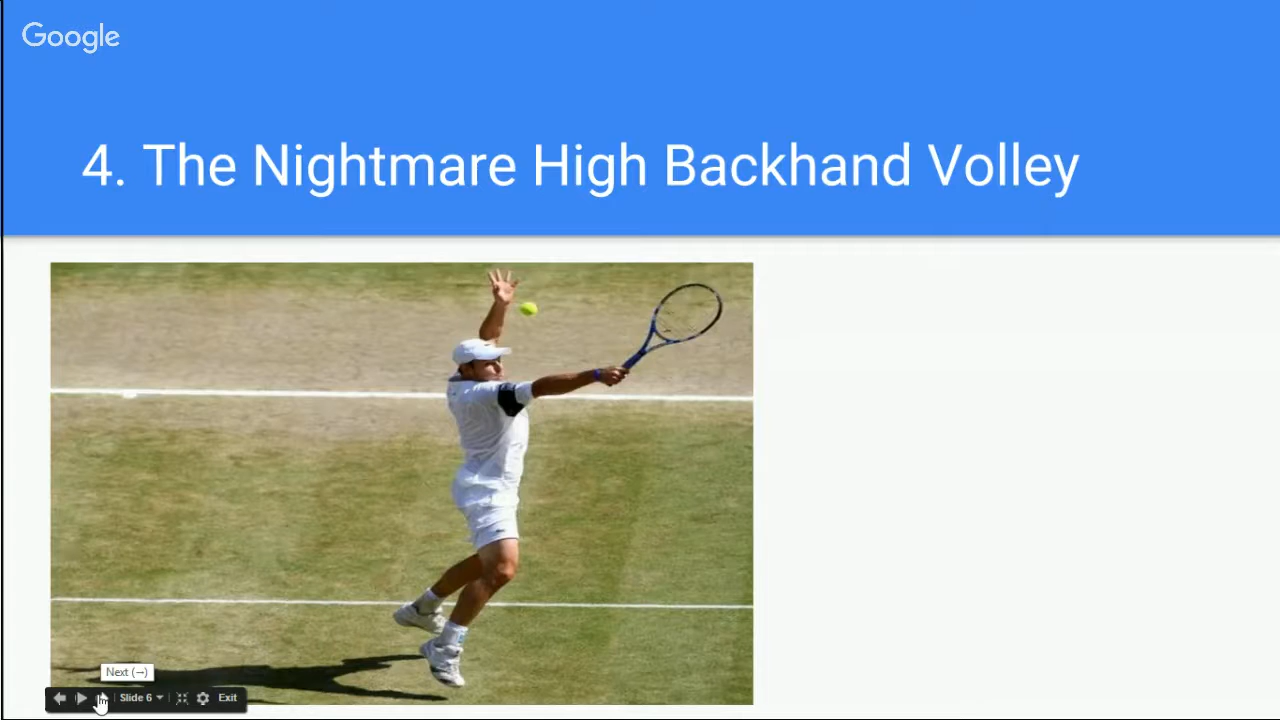 Google
4. The Nightmare High Backhand Volley
Next (→)
Slide 6
Exit